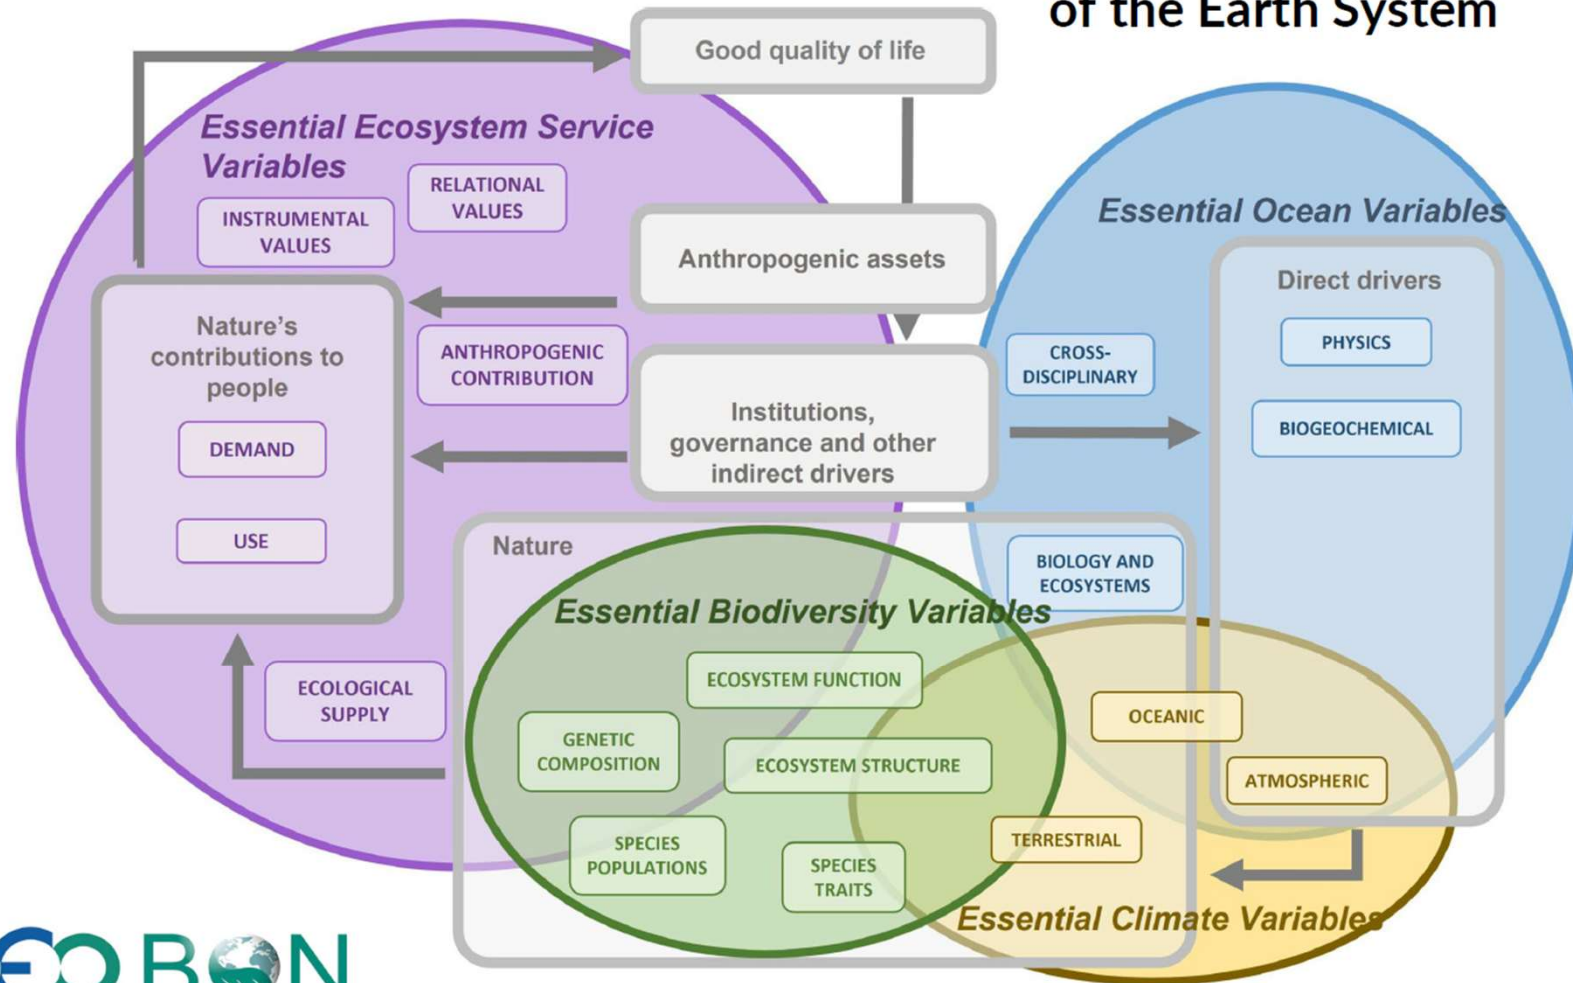 of the Earth System
Good quality of life
Essential Ecosystem Service
Variables
RELATIONAL
VALUES
INSTRUMENTAL
VALUES
Essential Ocean Variables
Anthropogenic assets
Direct drivers
Nature's
contributions to
people
PHYSICS
ANTHROPOGENIC
CONTRIBUTION
CROSS-
DISCIPLINARY
Institutions,
governance and other
indirect drivers
BIOGEOCHEMICAL
DEMAND
USE
Nature
BIOLOGY AND
ECOSYSTEMS
Essential Biodiversity Variables
ECOSYSTEM FUNCTION
ECOLOGICAL
SUPPLY
OCEANIC
GENETIC
COMPOSITION
ECOSYSTEM STRUCTURE
ATMOSPHERIC
TERRESTRIAL
SPECIES
POPULATIONS
SPECIES
TRAITS
Essential Climate Variables
EO BON